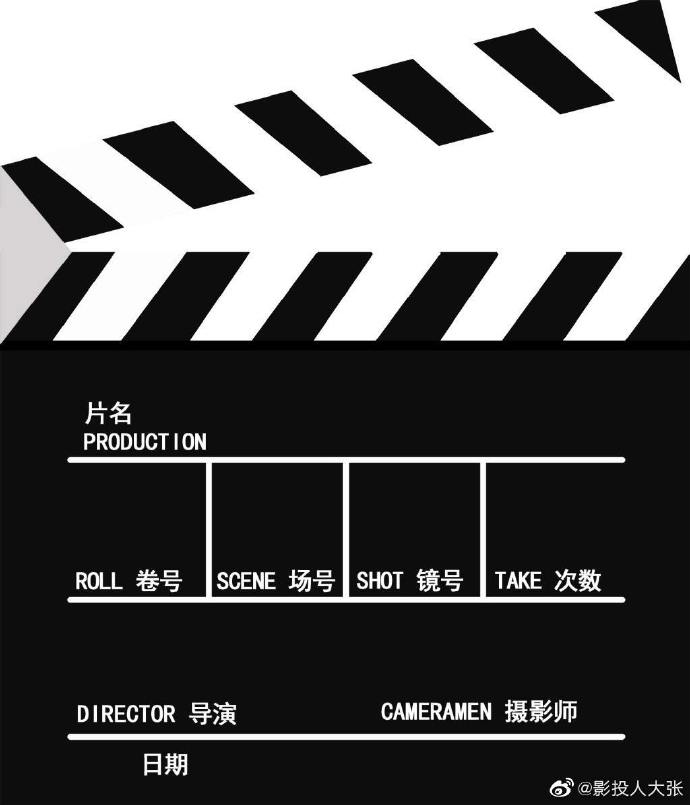 片名
PRODUCTION
ROLL 卷号 SCENE 场号 SHOT 镜号 TAKE 次数
DIRECTOR 导演 CAMERAMEN 摄影师
日期
@影投人大张